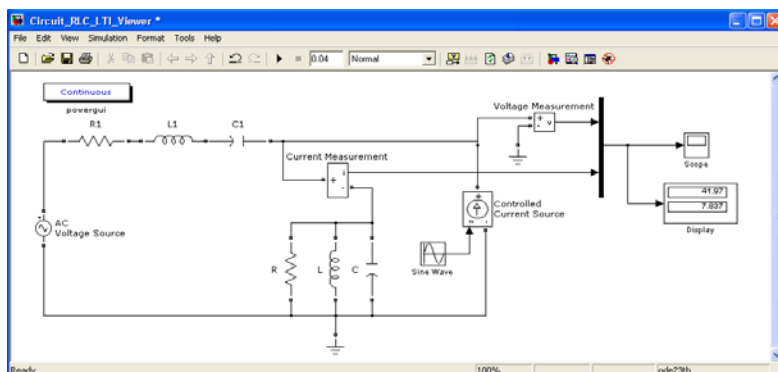 Circuit_RLC_LTI_Viewer *
File Edit View Simulation Format Tools Help
0.04 Normal
Continuous
powergui
Voltage Measurement
R1 L1 C1
+
- v
Current Measurement
+ i
-
Scope
41.97
7.837
Display
Controlled
Current Source
AC
Voltage Source
R L C
Sine Wave
Ready 100% ode23tb